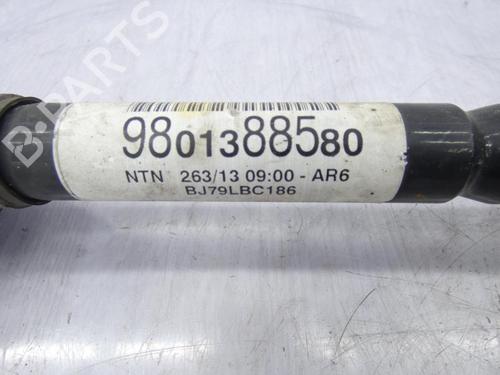 B-PARTS
9801388580
NTN 263/13 09:00 - AR6
BJ79LBC186